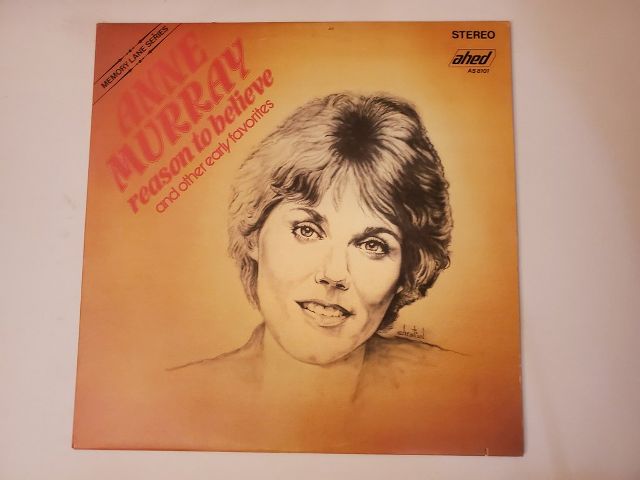 MEMORY LANE SERIES
ANNE
MURRAY
reason to believe
and other early favorites
STEREO
ahed
AS 8101